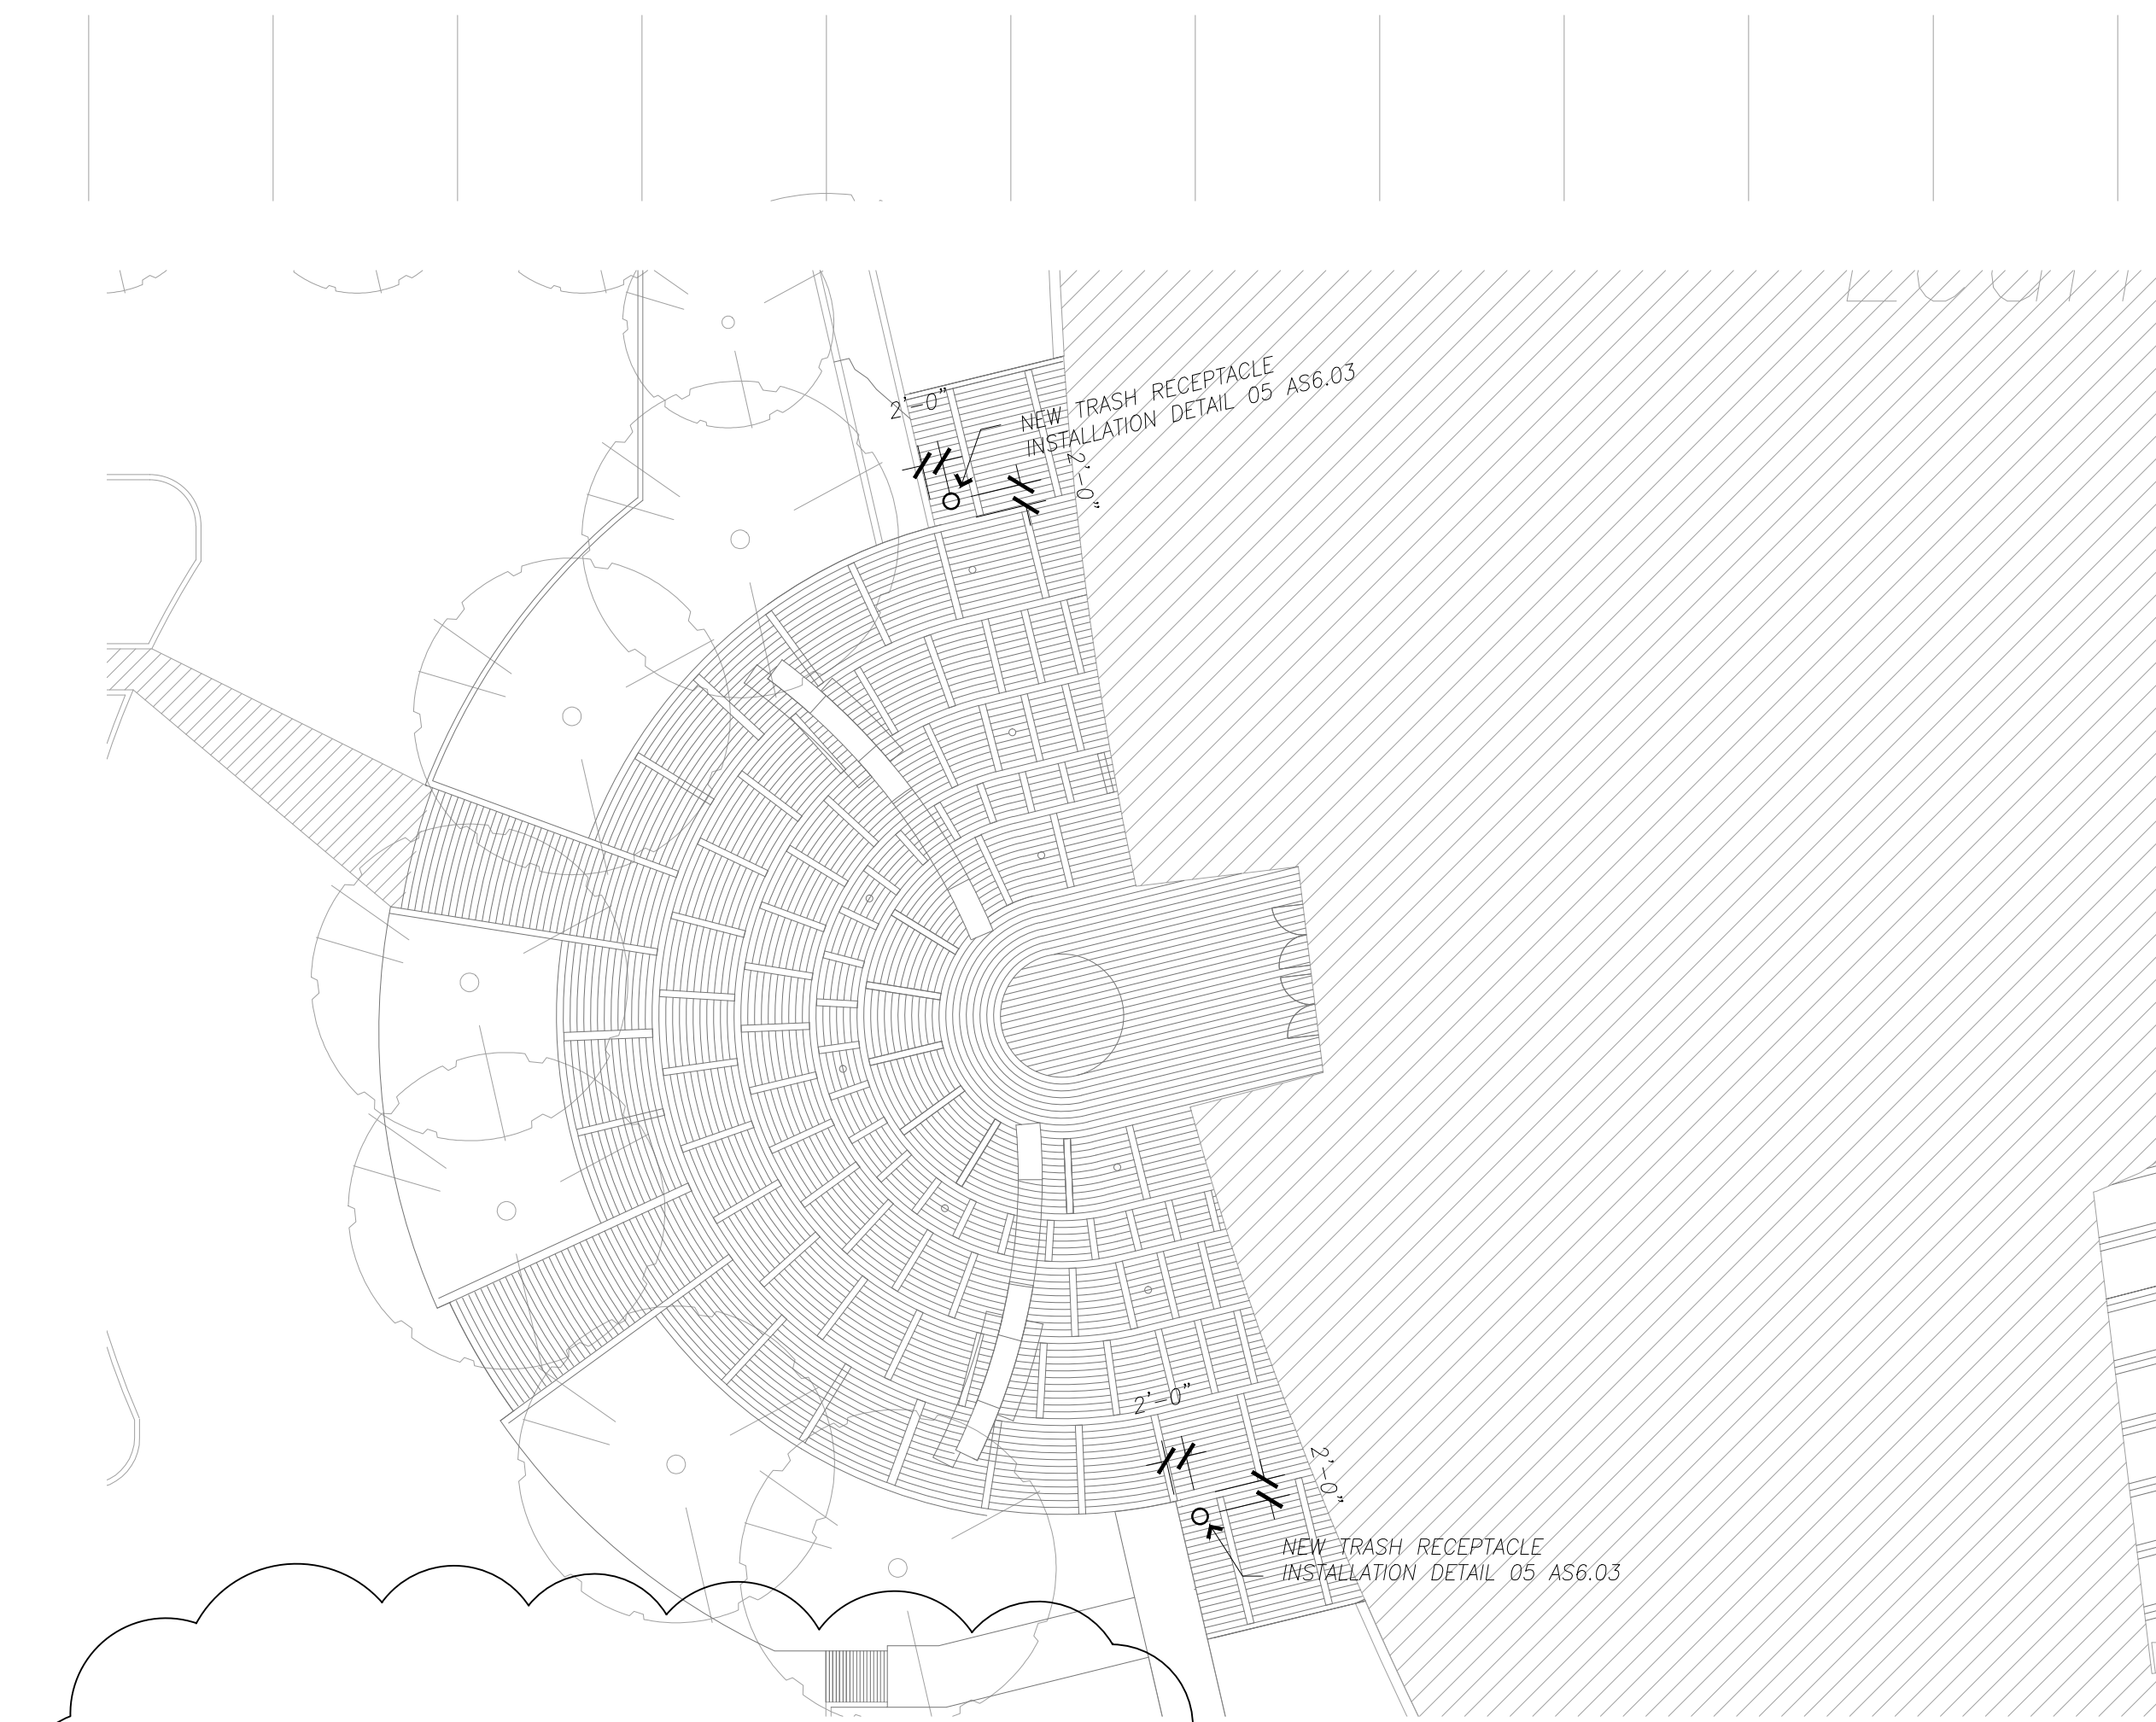 2'-0"
NEW TRASH RECEPTACLE
INSTALLATION DETAIL 05 AS6.03
2'-0"
2'-0"
2'-0"
NEW TRASH RECEPTACLE
INSTALLATION DETAIL 05 AS6.03